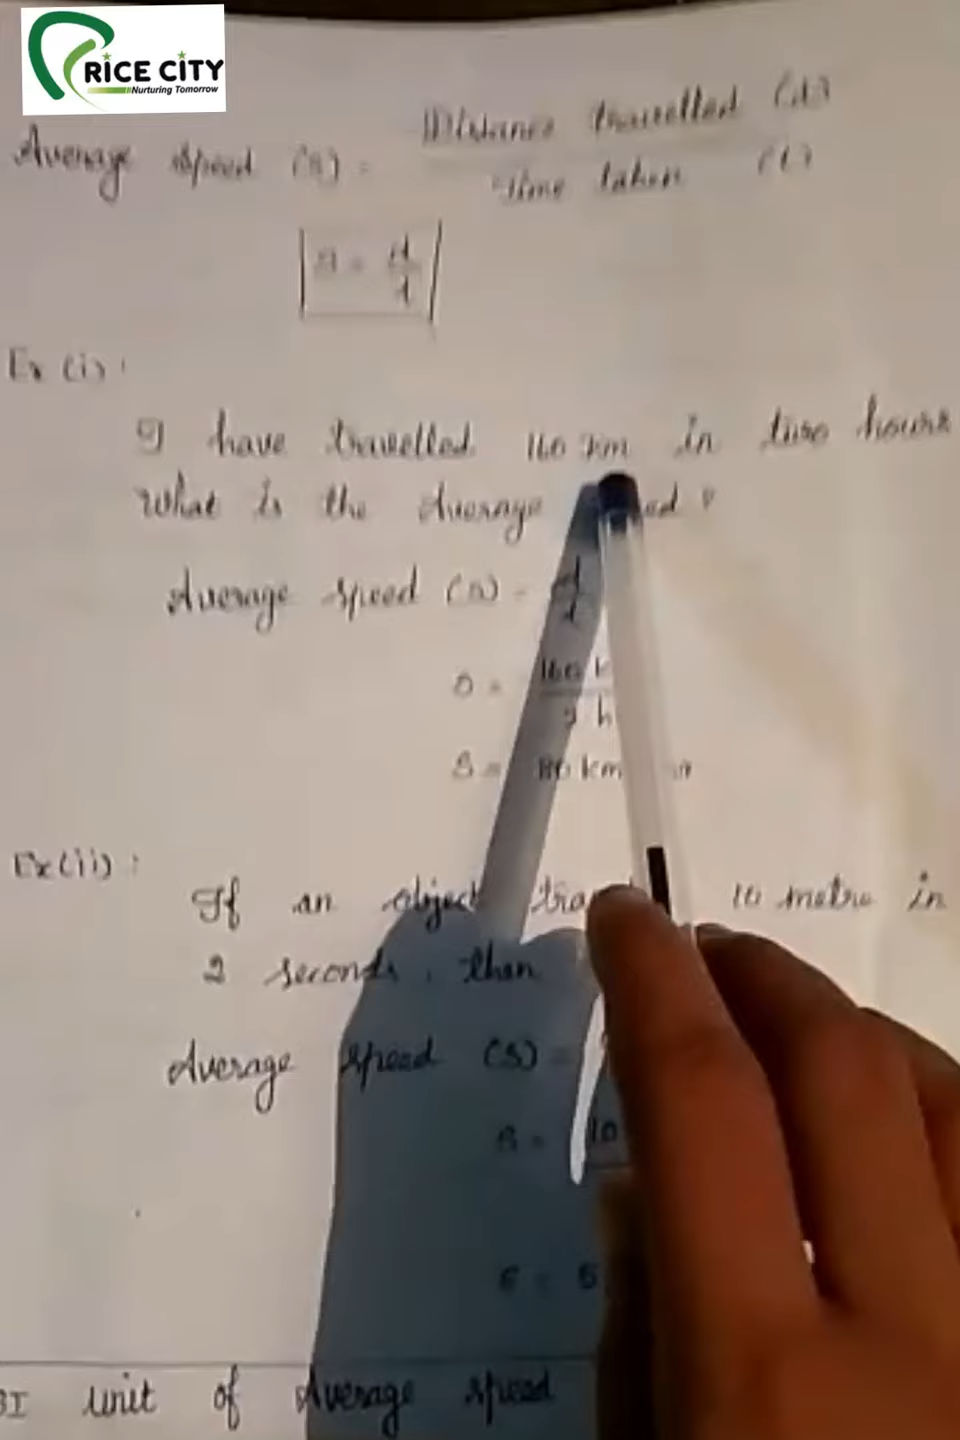 RICE CITY
Nurturing Tomorrow
Average speed (s) = Distance travelled (d)
Time taken (t)
s = d
t
Ex (i) :
I have travelled 160 km in two hours
What is the Average ed ?
Average speed (s) = d
t
s = 160 k
2 h
s = 80 km
Ex(ii) :
If an object tra 10 metre in
2 seconds, then
Average speed (s) =
s = 10
s = 5
SI unit of Average speed